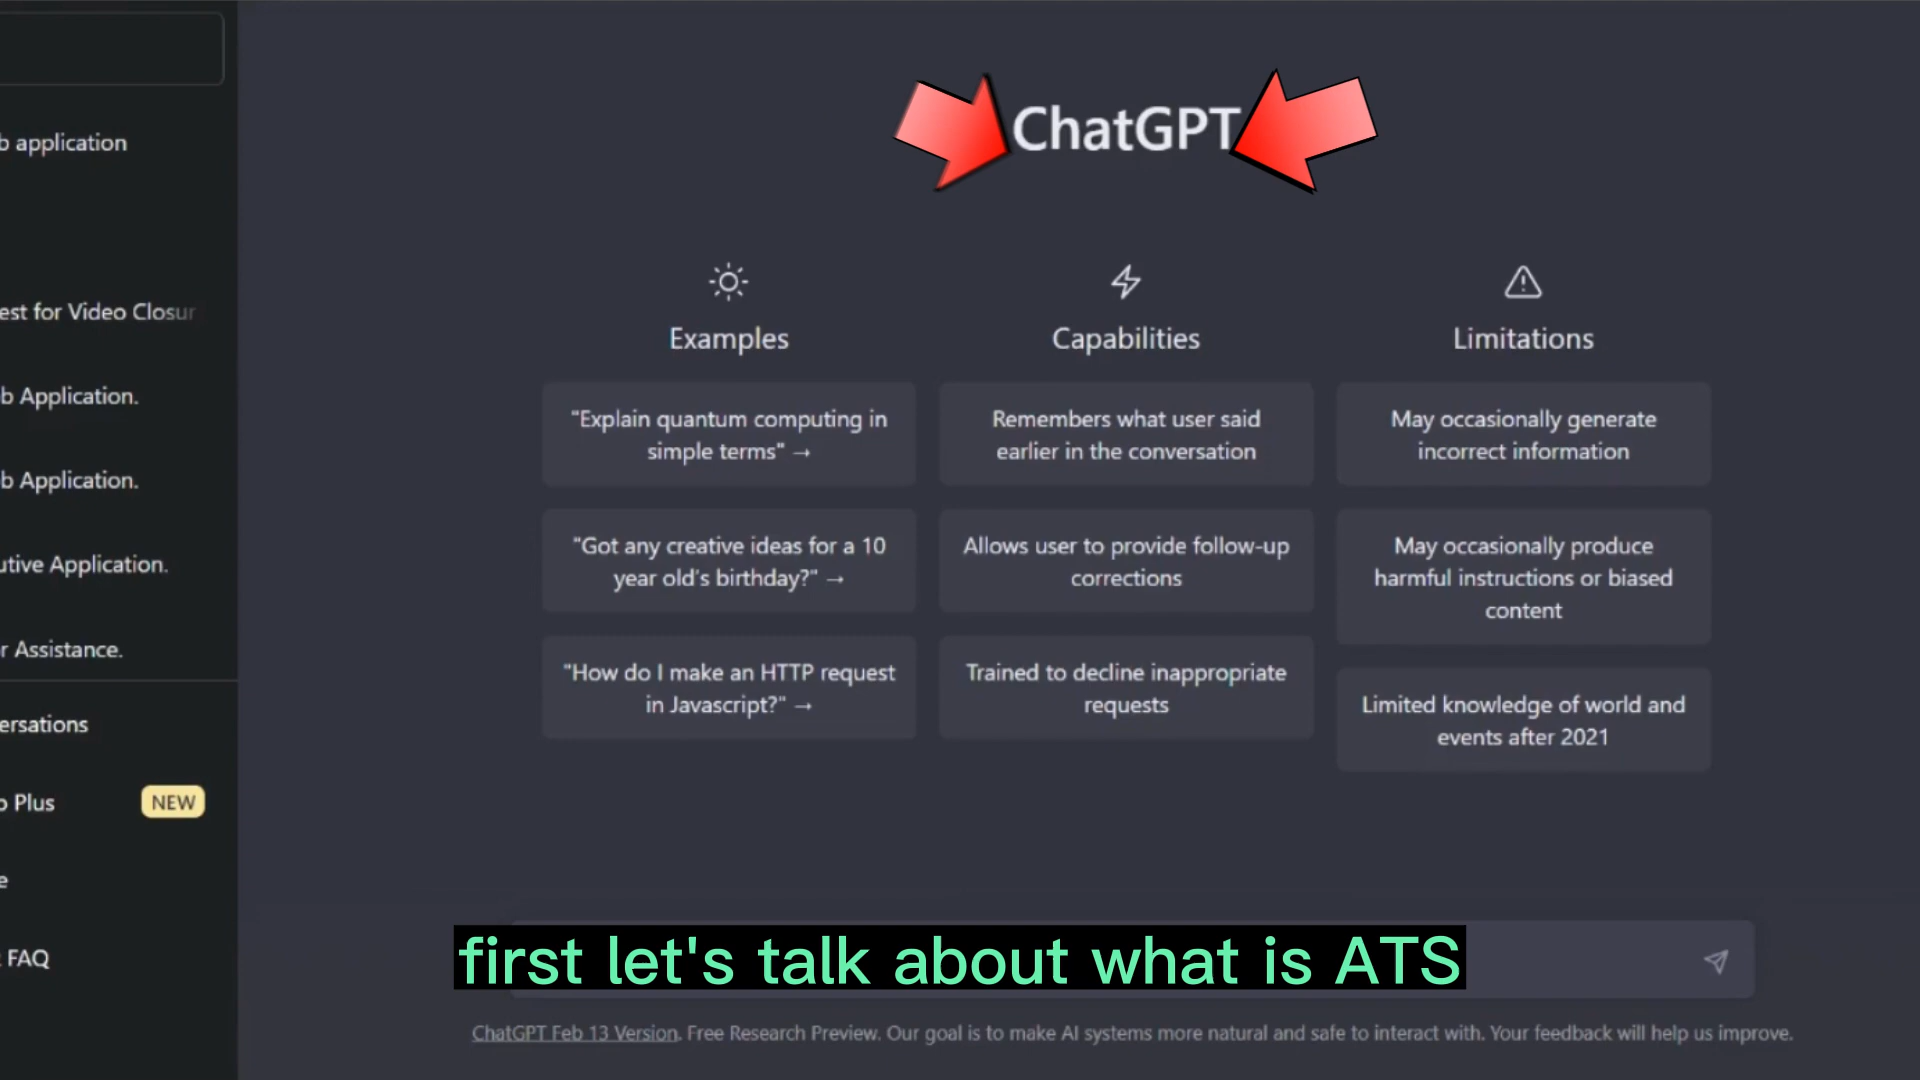 b application
est for Video Closur
b Application.
b Application.
utive Application.
r Assistance.
ersations
o Plus
NEW
e
FAQ
ChatGPT
Examples
"Explain quantum computing in
simple terms" →
"Got any creative ideas for a 10
year old's birthday?" →
"How do I make an HTTP request
in Javascript?" →
Capabilities
Remembers what user said
earlier in the conversation
Allows user to provide follow-up
corrections
Trained to decline inappropriate
requests
Limitations
May occasionally generate
incorrect information
May occasionally produce
harmful instructions or biased
content
Limited knowledge of world and
events after 2021
first let's talk about what is ATS
ChatGPT Feb 13 Version. Free Research Preview. Our goal is to make AI systems more natural and safe to interact with. Your feedback will help us improve.